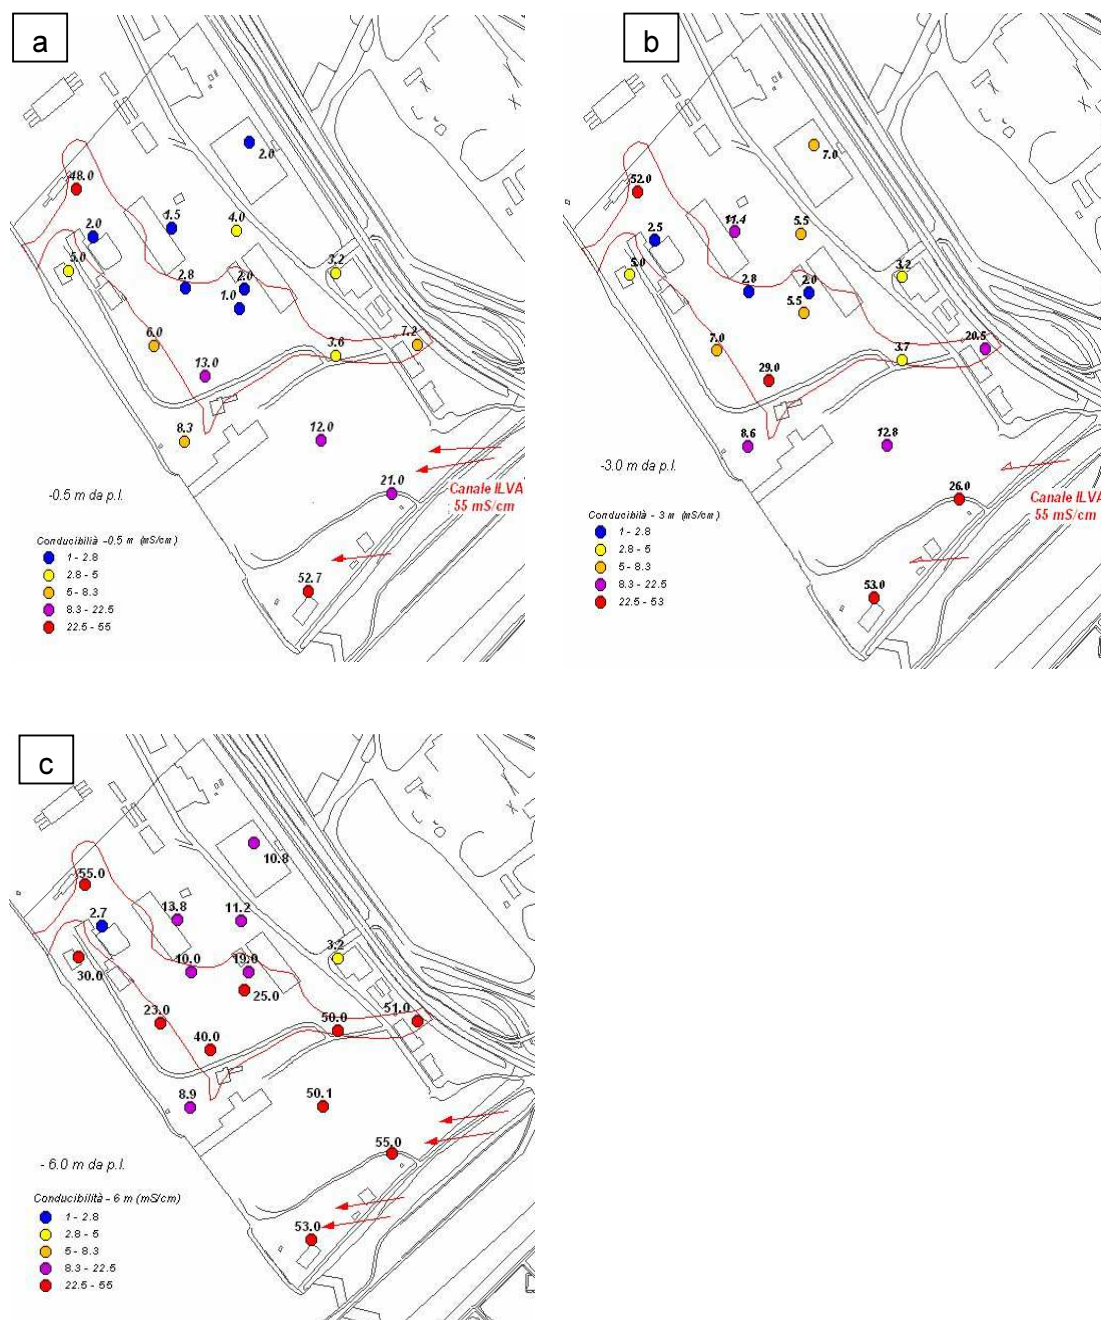 a
2.0
48.0
2.0
1.5
4.0
5.0
2.8
2.0
1.0
3.2
6.0
3.6
7.2
13.0
8.3
12.0
21.0
Canale ILVA
55 mS/cm
52.7
-0.5 m da p.l.
Conducibilà -0.5 m (mS/cm)
1 - 2.8
2.8 - 5
5 - 8.3
8.3 - 22.5
22.5 - 55
b
7.0
52.0
2.5
11.4
5.5
5.0
2.8
2.0
5.5
3.2
7.0
3.7
20.5
29.0
8.6
12.8
26.0
Canale ILVA
55 mS/cm
53.0
-3.0 m da p.l.
Conducibilà - 3 m (mS/cm)
1 - 2.8
2.8 - 5
5 - 8.3
8.3 - 22.5
22.5 - 53
c
10.8
55.0
2.7
13.8
11.2
30.0
10.0
19.0
25.0
3.2
23.0
40.0
50.0
51.0
8.9
50.1
55.0
53.0
- 6.0 m da p.l.
Conducibilità - 6 m (mS/cm)
1 - 2.8
2.8 - 5
5 - 8.3
8.3 - 22.5
22.5 - 55